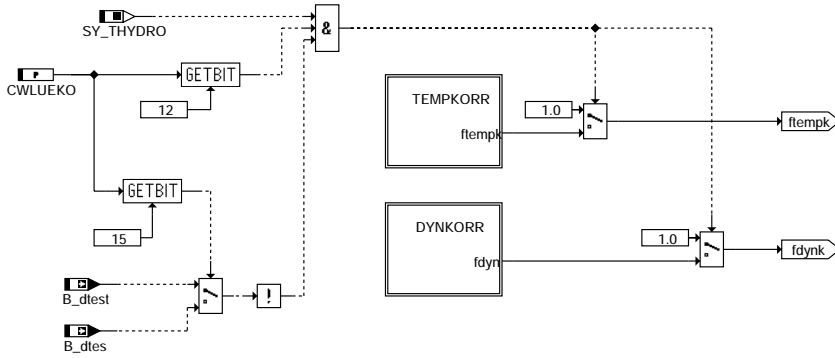 SY_THYDRO
&
P
CWLUEKO
GETBIT
12
TEMPKORR
ftempk
1.0
ftempk
GETBIT
15
DYNKORR
fdyn
1.0
fdynk
B_dtest
!
B_dtes